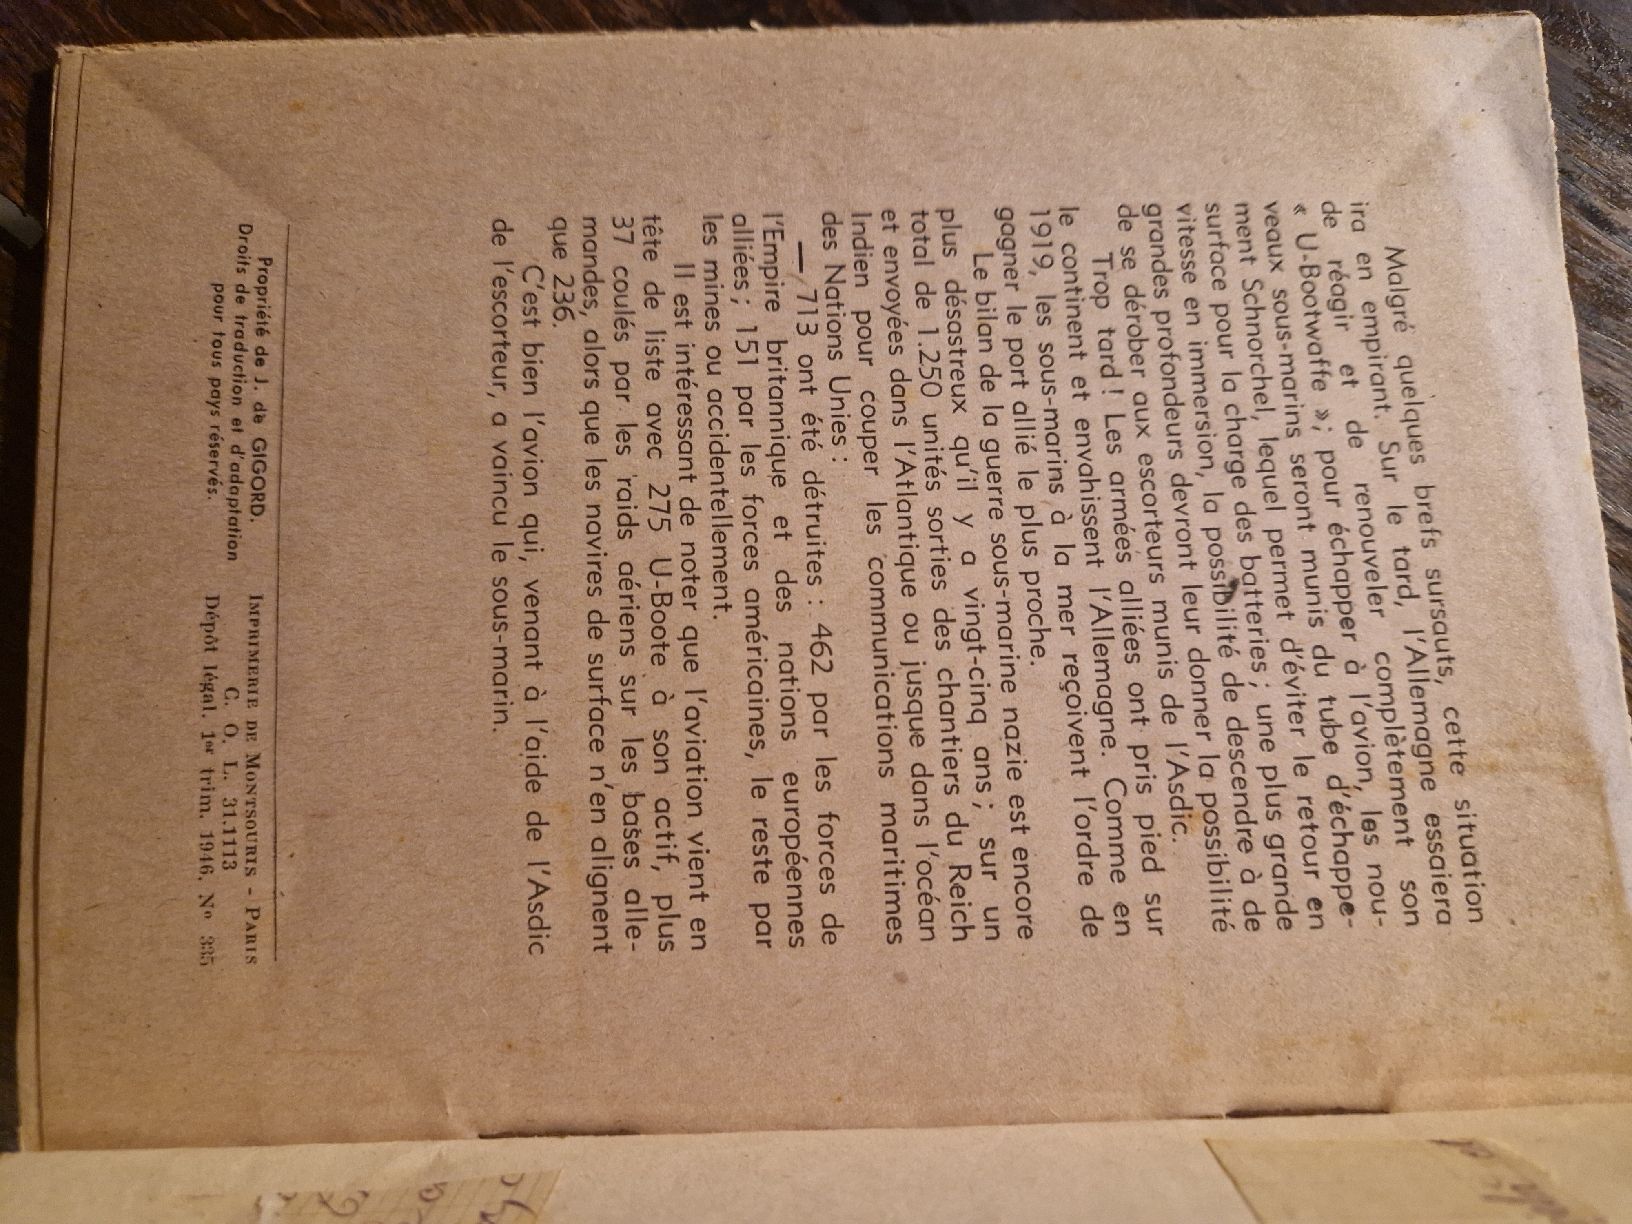 Malgré quelques brefs sursauts, cette situation
ira en empirant. Sur le tard, l'Allemagne essaiera
de réagir et de renouveler complètement son
« U-Bootwaffe »; pour échapper à l'avion, les nou-
veaux sous-marins seront munis du tube d'échappe-
ment Schnorchel, lequel permet d'éviter le retour en
surface pour la charge des batteries; une plus grande
vitesse en immersion, la possibilité de descendre à de
grandes profondeurs devront leur donner la possibilité
de se dérober aux escorteurs munis de l'Asdic.
Trop tard! Les armées alliées ont pris pied sur
le continent et envahissent l'Allemagne. Comme en
1919, les sous-marins à la mer reçoivent l'ordre de
gagner le port allié le plus proche.
Le bilan de la guerre sous-marine nazie est encore
plus désastreux qu'il y a vingt-cinq ans; sur un
total de 1.250 unités sorties des chantiers du Reich
et envoyées dans l'Atlantique ou jusque dans l'océan
Indien pour couper les communications maritimes
des Nations Unies :
— 713 ont été détruites : 462 par les forces de
l'Empire britannique et des nations européennes
alliées; 151 par les forces américaines, le reste par
les mines ou accidentellement.
Il est intéressant de noter que l'aviation vient en
tête de liste avec 275 U-Boote à son actif, plus
37 coulés par les raids aériens sur les bases alle-
mandes, alors que les navires de surface n'en alignent
que 236.
C'est bien l'avion qui, venant à l'aide de l'Asdic
de l'escorteur, a vaincu le sous-marin.
Propriété de J. de GIGORD.
Droits de traduction et d'adaptation
pour tous pays réservés.
IMPRIMERIE DE MONTSOURIS - PARIS
C. O. L. 31.1113
Dépôt légal. 1er trim. 1946. No 335